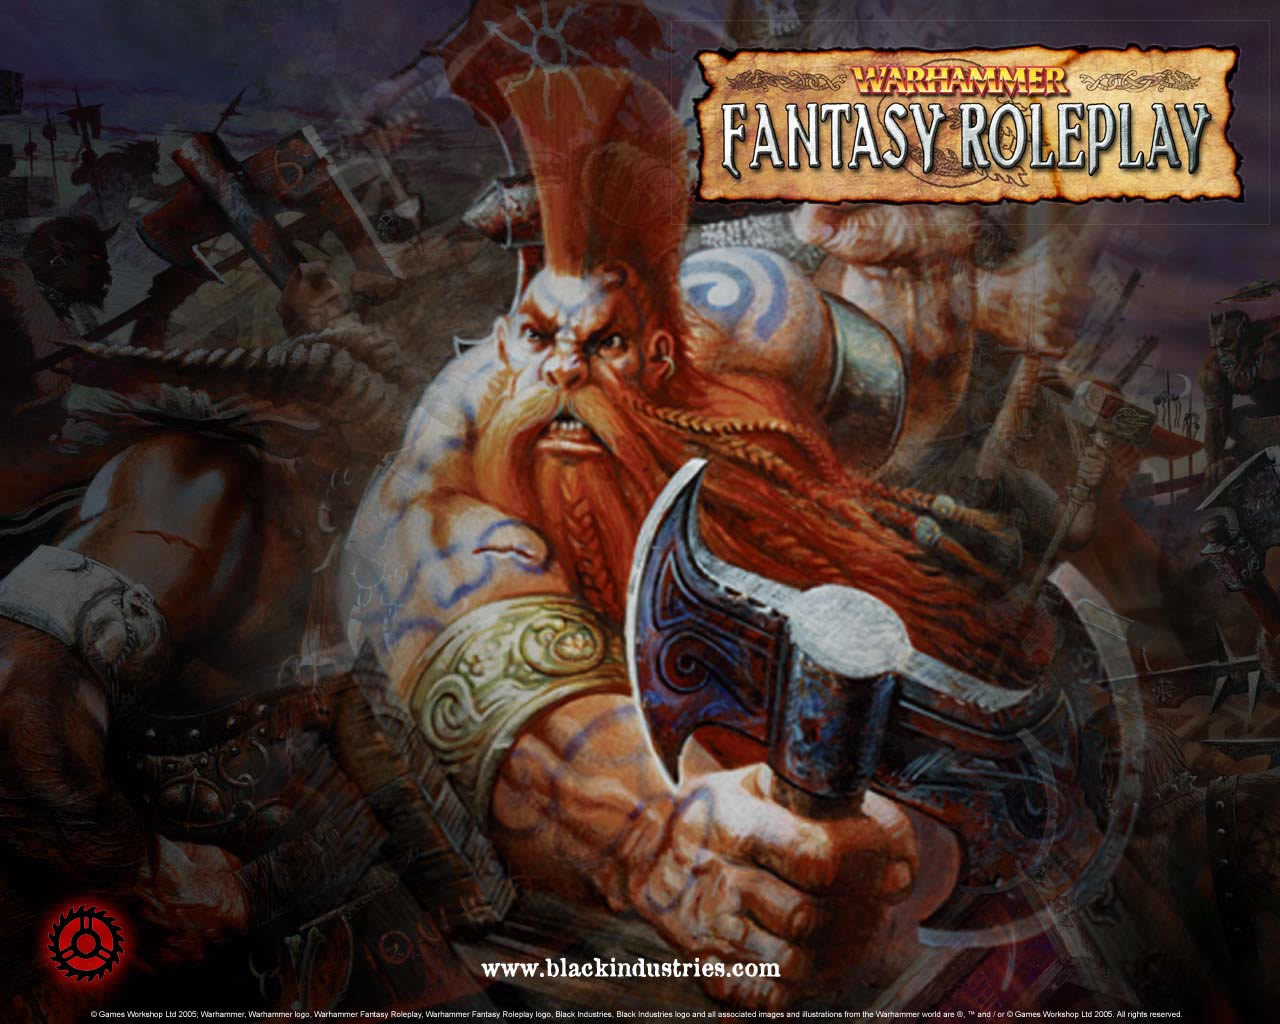 WARHAMMER
FANTASY ROLEPLAY
www.blackindustries.com
© Games Workshop Ltd 2005; Warhammer, Warhammer logo, Warhammer Fantasy Roleplay, Warhammer Fantasy Roleplay logo, Black Industries, Black Industries logo and all associated images and illustrations from the Warhammer world are ®, ™ and / or © Games Workshop Ltd 2005. All rights reserved.